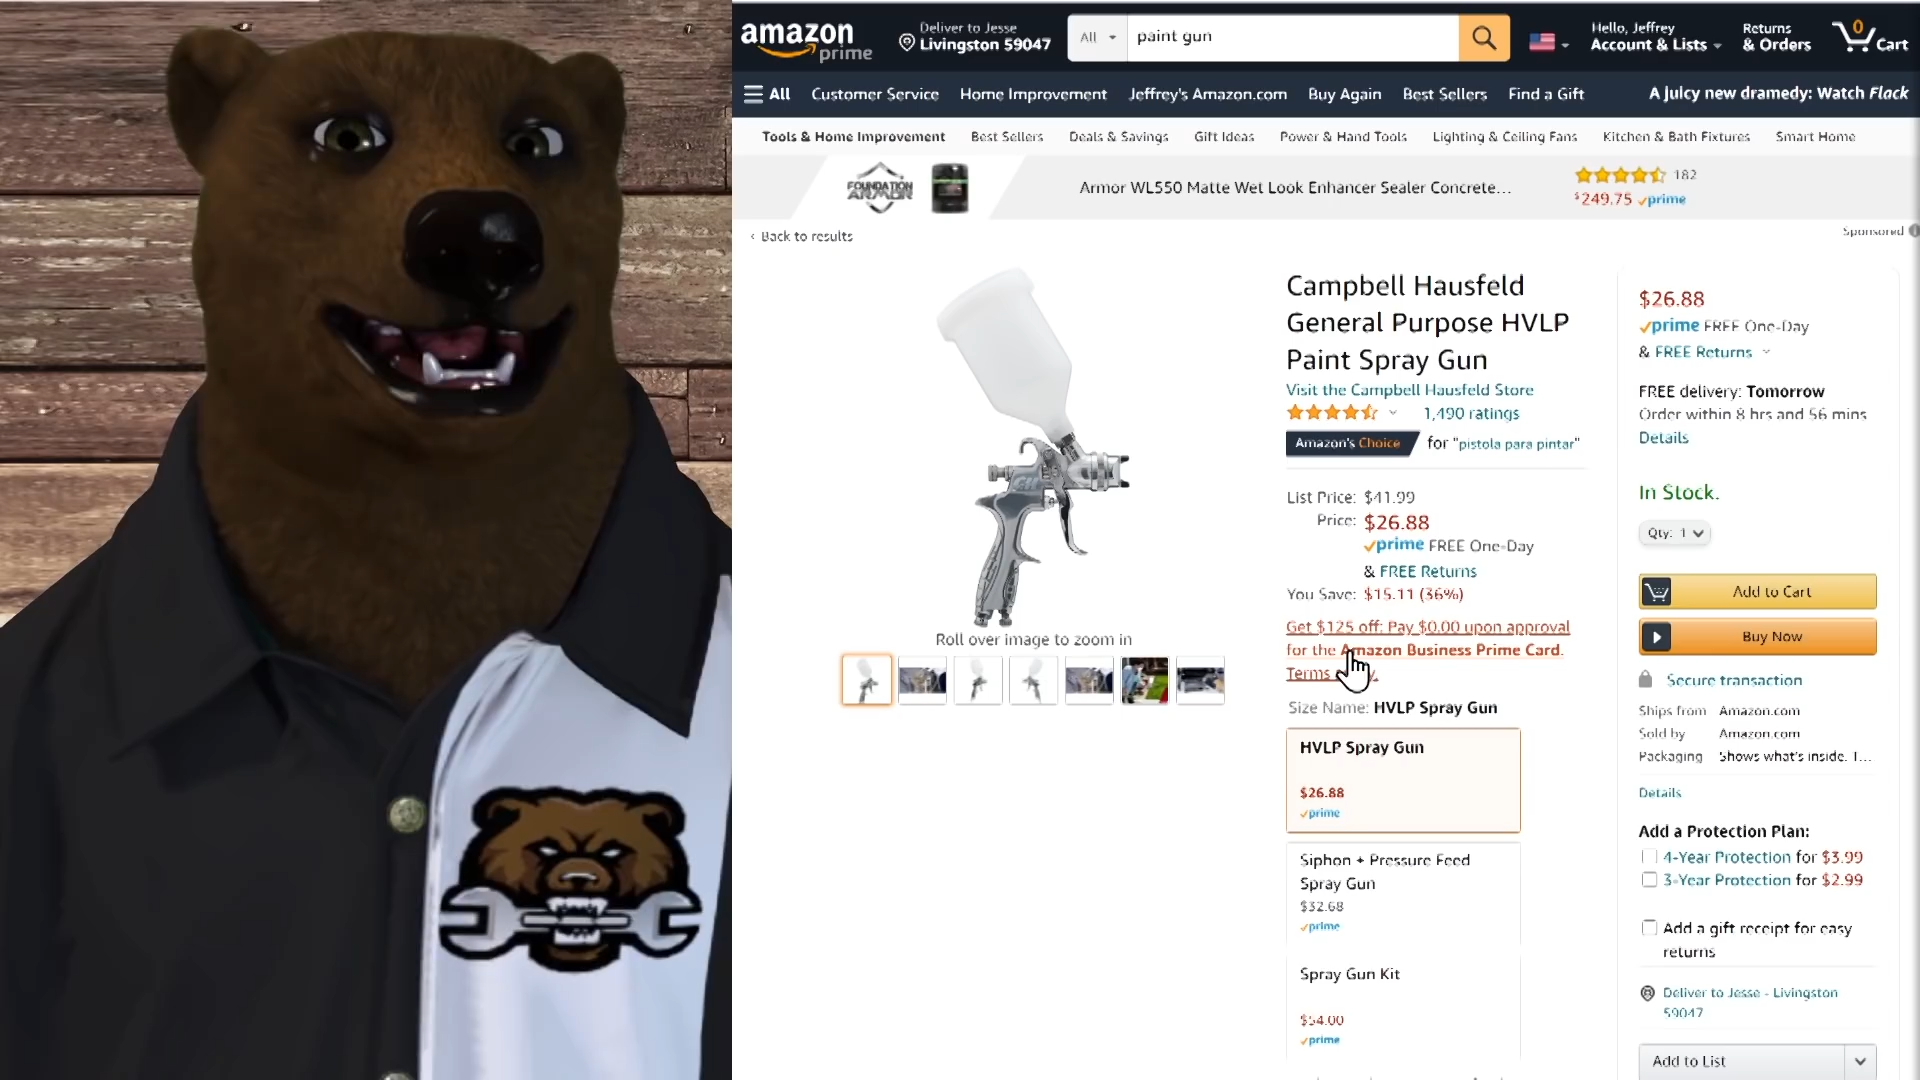 amazon
prime
Deliver to Jesse
Livingston 59047
All
paint gun
Hello, Jeffrey
Account & Lists
Returns
& Orders
0
Cart
All
Customer Service
Home Improvement
Jeffrey's Amazon.com
Buy Again
Best Sellers
Find a Gift
A juicy new dramedy: Watch Flack
Tools & Home Improvement
Best Sellers
Deals & Savings
Gift Ideas
Power & Hand Tools
Lighting & Ceiling Fans
Kitchen & Bath Fixtures
Smart Home
FOUNDATION
ARMOR
Armor WL550 Matte Wet Look Enhancer Sealer Concrete...
182
$249.75 prime
Sponsored
‹ Back to results
Campbell Hausfeld
General Purpose HVLP
Paint Spray Gun
Visit the Campbell Hausfeld Store
1,490 ratings
Amazon's Choice for "pistola para pintar"
List Price: $41.99
Price: $26.88
prime FREE One-Day
& FREE Returns
You Save: $15.11 (36%)
Get $125 off: Pay $0.00 upon approval
for the Amazon Business Prime Card.
Terms
Size Name: HVLP Spray Gun
HVLP Spray Gun
$26.88
prime
Siphon + Pressure Feed
Spray Gun
$32.68
prime
Spray Gun Kit
$54.00
prime
Roll over image to zoom in
$26.88
prime FREE One-Day
& FREE Returns
FREE delivery: Tomorrow
Order within 8 hrs and 56 mins
Details
In Stock.
Qty: 1
Add to Cart
Buy Now
Secure transaction
Ships from Amazon.com
Sold by Amazon.com
Packaging Shows what's inside. T...
Details
Add a Protection Plan:
4-Year Protection for $3.99
3-Year Protection for $2.99
Add a gift receipt for easy
returns
Deliver to Jesse - Livingston
59047
Add to List